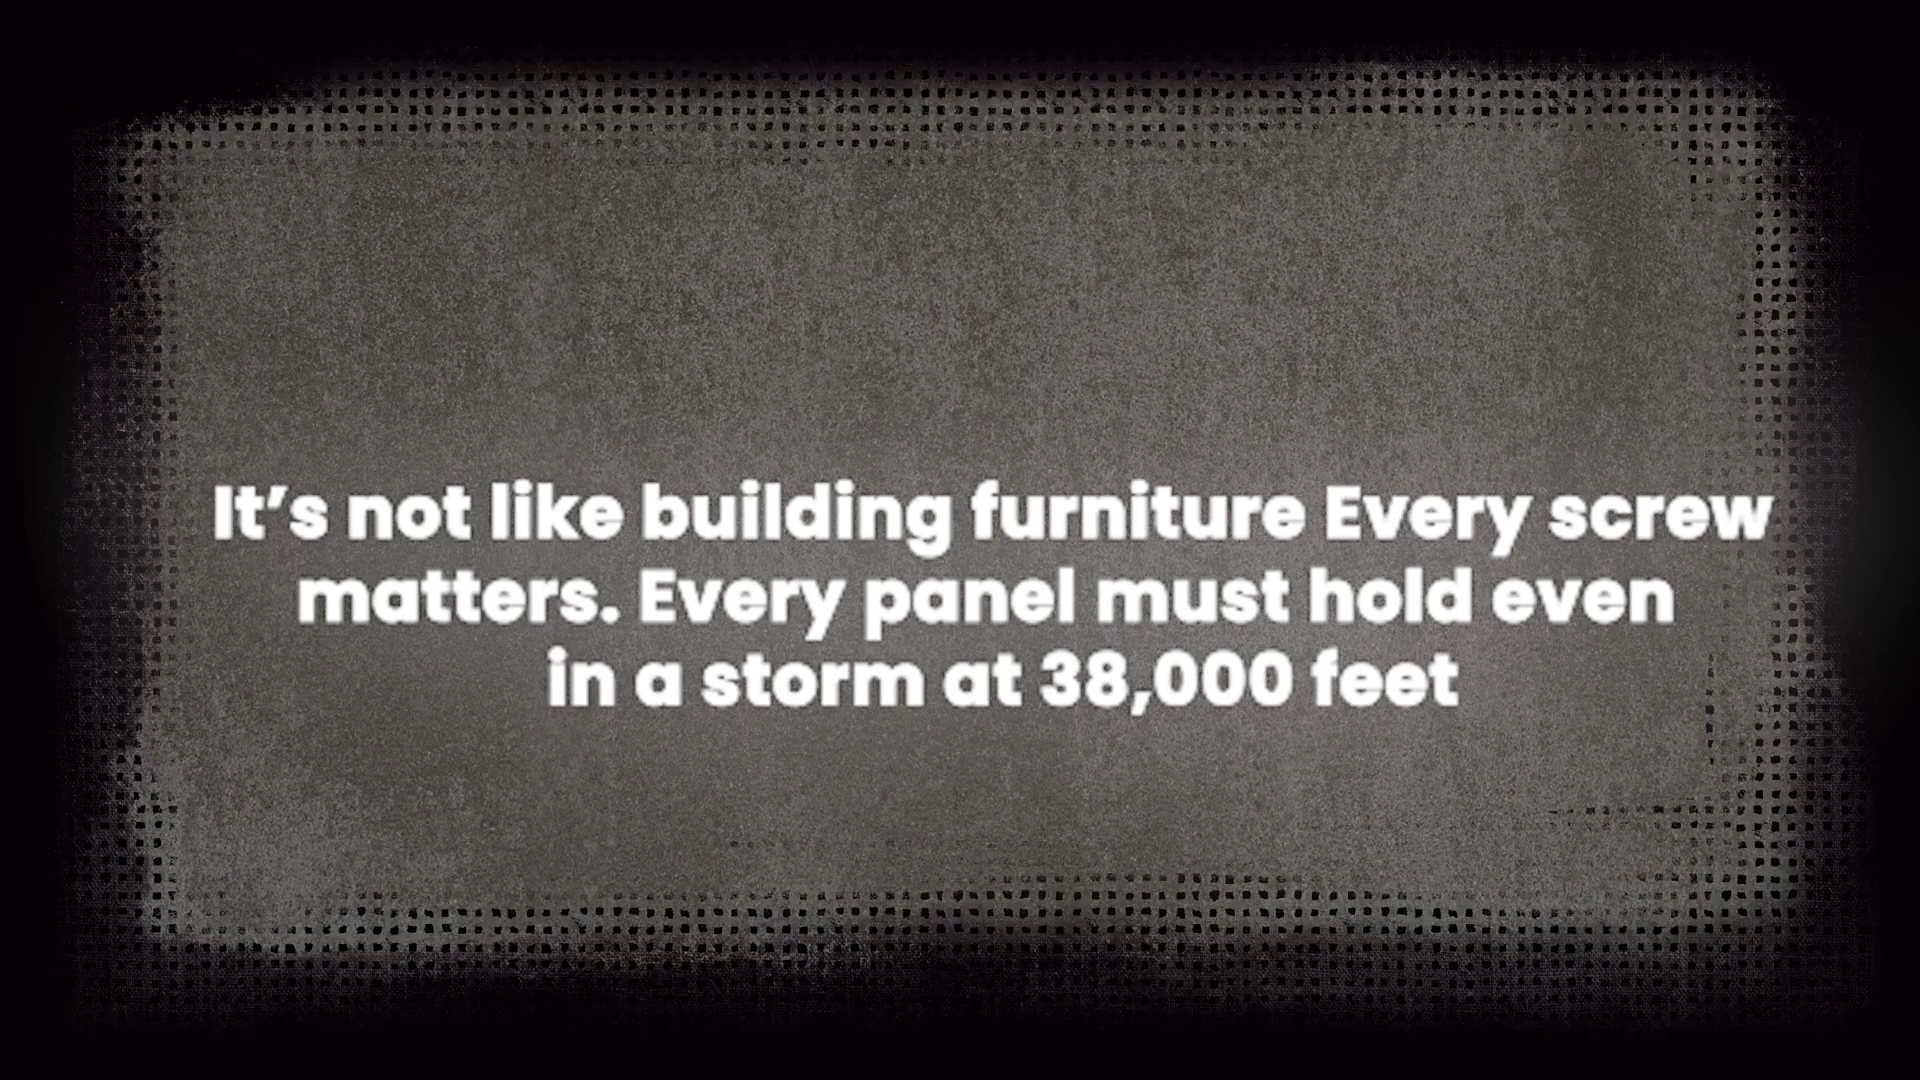 It’s not like building furniture Every screw
matters. Every panel must hold even
in a storm at 38,000 feet